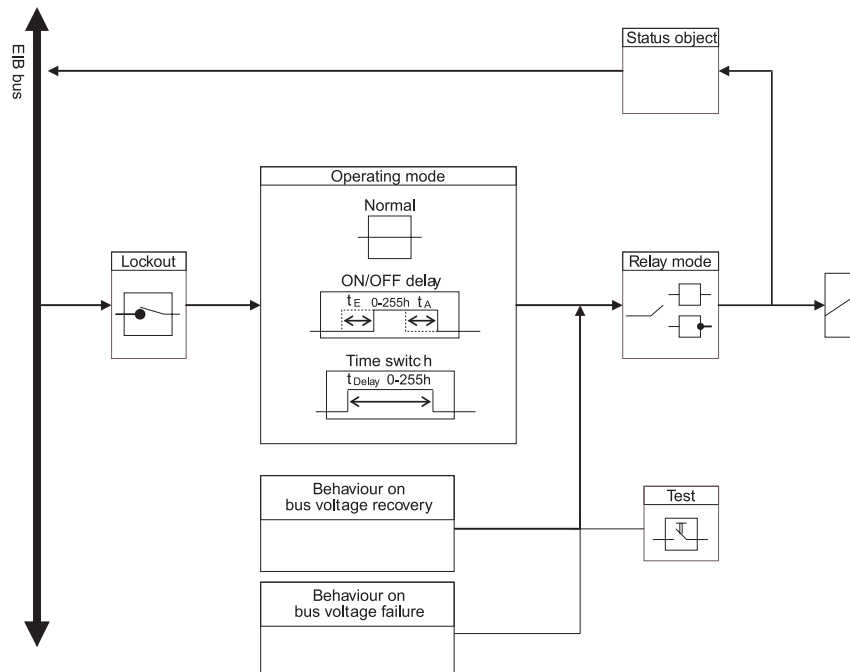 EIB bus
Status object
Operating mode
Normal
Lockout
ON/OFF delay
tE 0-255h tA
Relay mode
Time switch
tDelay 0-255h
Behaviour on
bus voltage recovery
Test
Behaviour on
bus voltage failure